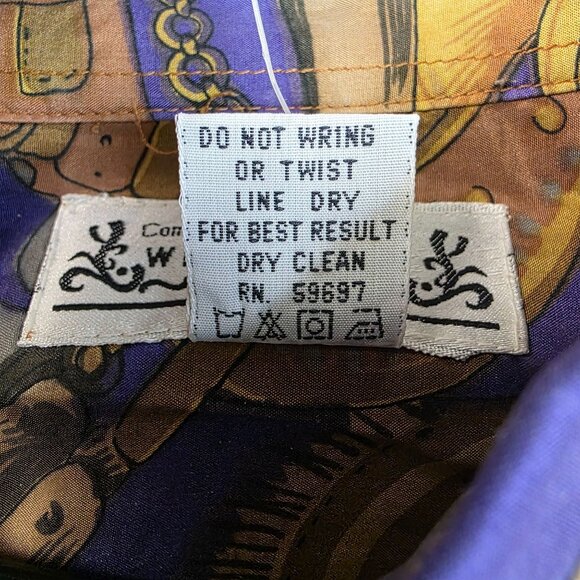 DO NOT WRING
OR TWIST
LINE DRY
FOR BEST RESULT
DRY CLEAN
RN. 59697
W